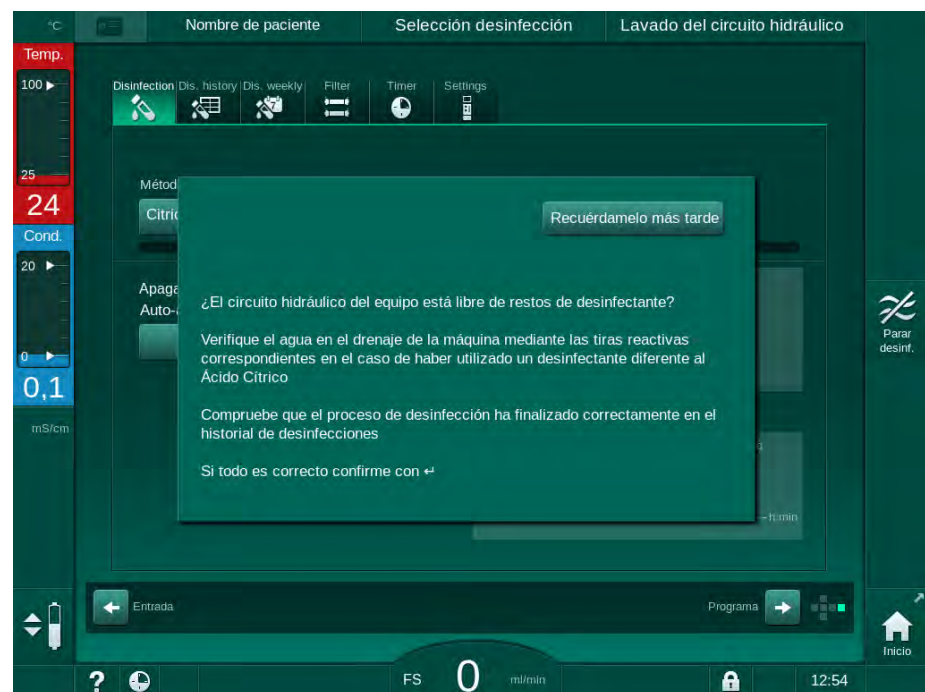 °C
Nombre de paciente
Selección desinfección
Lavado del circuito hidráulico
Temp.
100
25
24
Cond.
20
0
0,1
mS/cm
Disinfection
Dis. history
Dis. weekly
Filter
Timer
Settings
Métod
Citric
Apaga
Auto-
Recuérdamelo más tarde
¿El circuito hidráulico del equipo está libre de restos de desinfectante?
Verifique el agua en el drenaje de la máquina mediante las tiras reactivas
correspondientes en el caso de haber utilizado un desinfectante diferente al
Ácido Cítrico
Compruebe que el proceso de desinfección ha finalizado correctamente en el
historial de desinfecciones
Si todo es correcto confirme con ↵
–h:min
Parar
desinf.
Entrada
Programa
Inicio
?
FS
0
ml/min
12:54